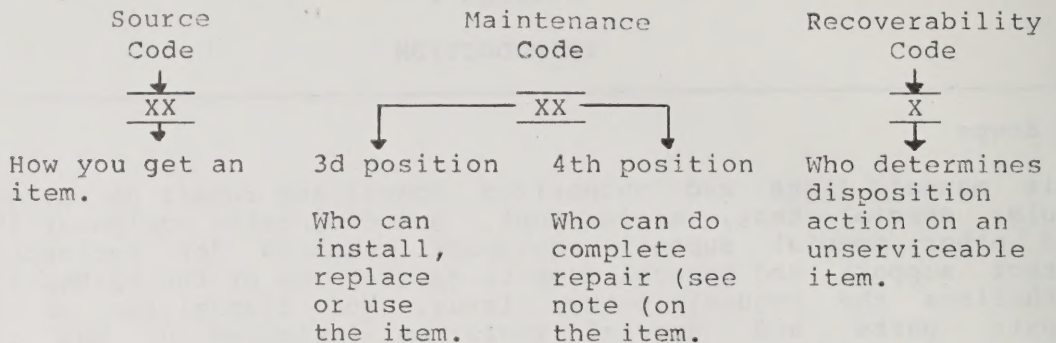 Source Maintenance Recoverability
Code Code Code
XX XX X
How you get an item.
3d position
Who can
install,
replace
or use
the item.
4th position
Who can do
complete
repair (see
note (on
the item.
Who determines
disposition
action on an
unserviceable
item.